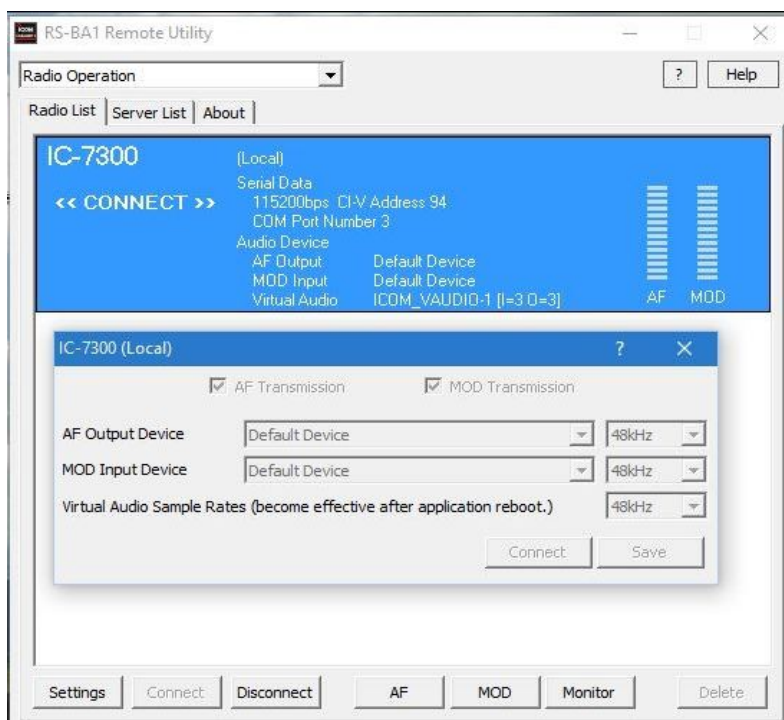 RS-BA1 Remote Utility
Radio Operation
? Help
Radio List Server List About
IC-7300 (Local)
Serial Data
<< CONNECT >> 115200bps CI-V Address 94
COM Port Number 3
Audio Device
AF Output Default Device
MOD Input Default Device
Virtual Audio ICOM_VAUDIO-1 [I=3 O=3] AF MOD
IC-7300 (Local) ?
AF Transmission MOD Transmission
AF Output Device Default Device 48kHz
MOD Input Device Default Device 48kHz
Virtual Audio Sample Rates (become effective after application reboot.) 48kHz
Connect Save
Settings Connect Disconnect AF MOD Monitor Delete